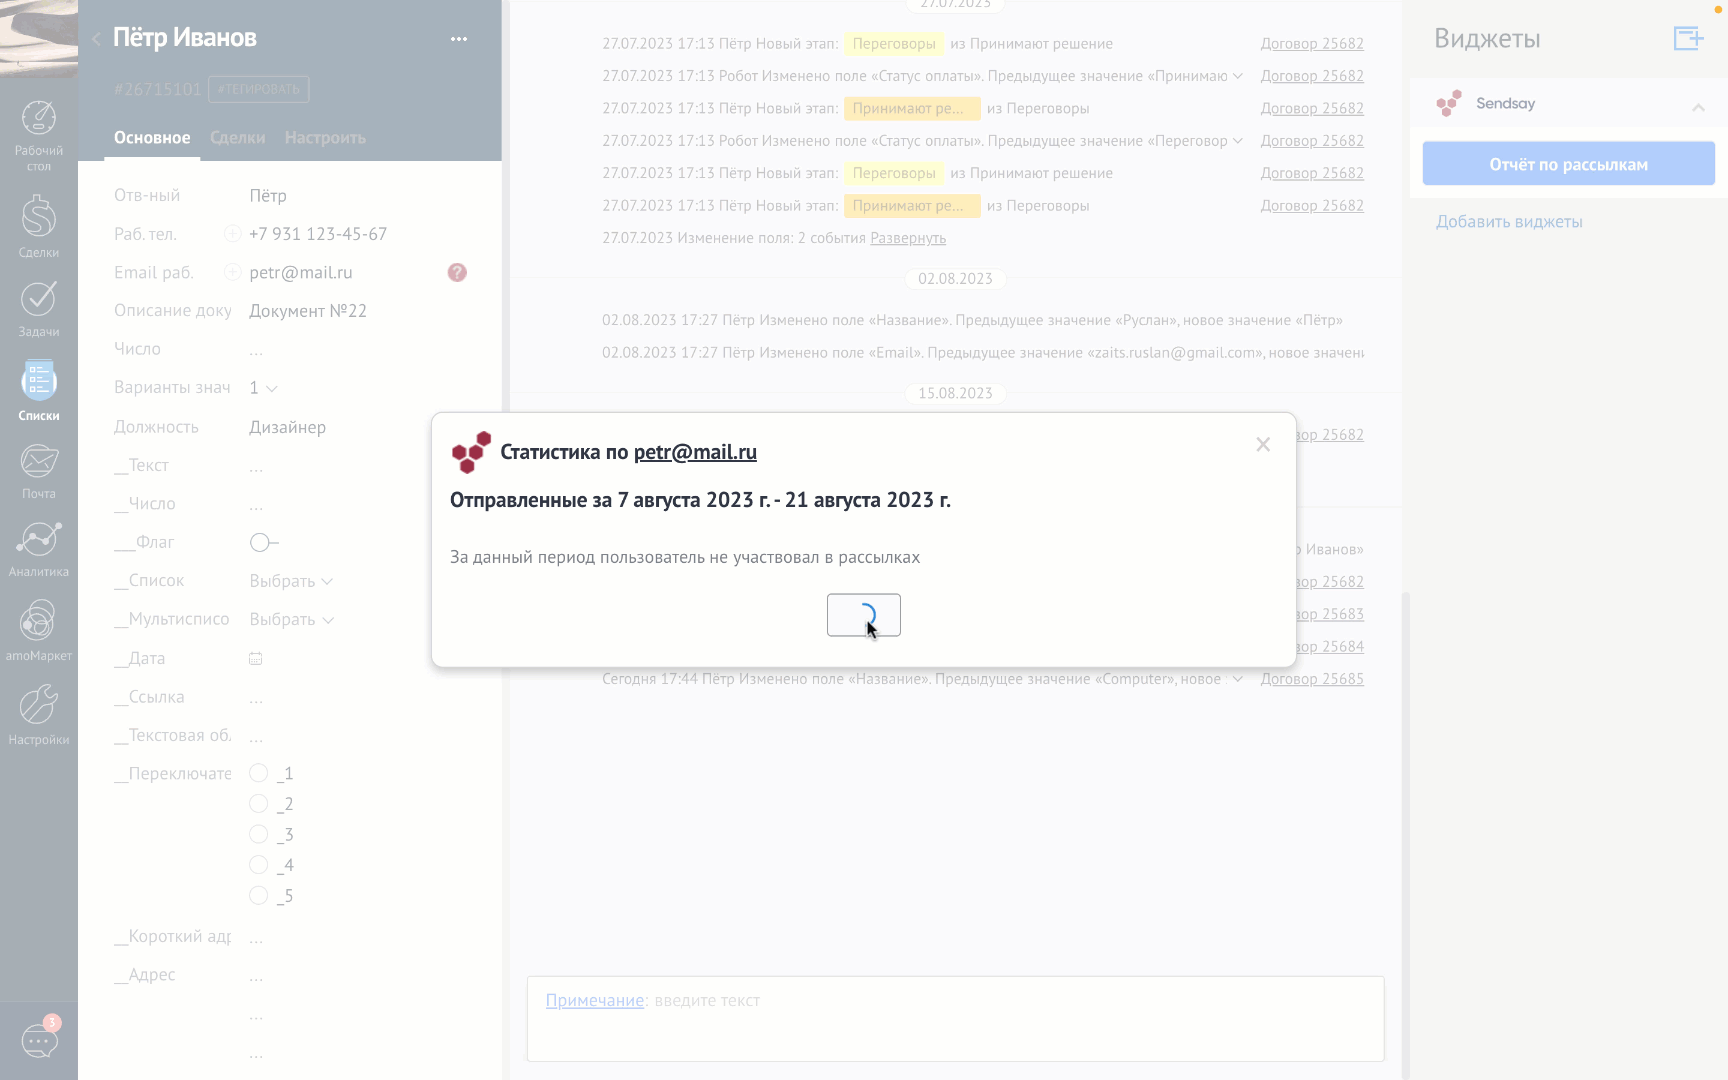 Пётр Иванов
#26715101 #ТЕГИРОВАТЬ
Основное Сделки Настроить
Рабочий
стол
Сделки
Задачи
Списки
Почта
Аналитика
amoМаркет
Настройки
3
Отв-ный Пётр
Раб. тел. +7 931 123-45-67
Email раб. petr@mail.ru ?
Описание доку Документ №22
Число ...
Варианты знач 1
Должность Дизайнер
__Текст ...
__Число ...
___Флаг
__Список Выбрать
__Мультисписо Выбрать
__Дата
__Ссылка ...
__Текстовая об. ...
__Переключате _1
_2
_3
_4
_5
__Короткий адр ...
__Адрес ...
...
...
27.07.2023
27.07.2023 17:13 Пётр Новый этап: Переговоры из Принимают решение Договор 25682
27.07.2023 17:13 Робот Изменено поле «Статус оплаты». Предыдущее значение «Принимаю Договор 25682
27.07.2023 17:13 Пётр Новый этап: Принимают ре... из Переговоры Договор 25682
27.07.2023 17:13 Робот Изменено поле «Статус оплаты». Предыдущее значение «Переговор Договор 25682
27.07.2023 17:13 Пётр Новый этап: Переговоры из Принимают решение Договор 25682
27.07.2023 17:13 Пётр Новый этап: Принимают ре... из Переговоры Договор 25682
27.07.2023 Изменение поля: 2 события Развернуть
02.08.2023
02.08.2023 17:27 Пётр Изменено поле «Название». Предыдущее значение «Руслан», новое значение «Пётр»
02.08.2023 17:27 Пётр Изменено поле «Email». Предыдущее значение «zaits.ruslan@gmail.com», новое значени
15.08.2023
вор 25682
Статистика по petr@mail.ru
Отправленные за 7 августа 2023 г. - 21 августа 2023 г.
За данный период пользователь не участвовал в рассылках
р Иванов»
вор 25682
вор 25683
вор 25684
Сегодня 17:44 Пётр Изменено поле «Название». Предыдущее значение «Computer», новое Договор 25685
Примечание: введите текст
Виджеты
Sendsay
Отчёт по рассылкам
Добавить виджеты